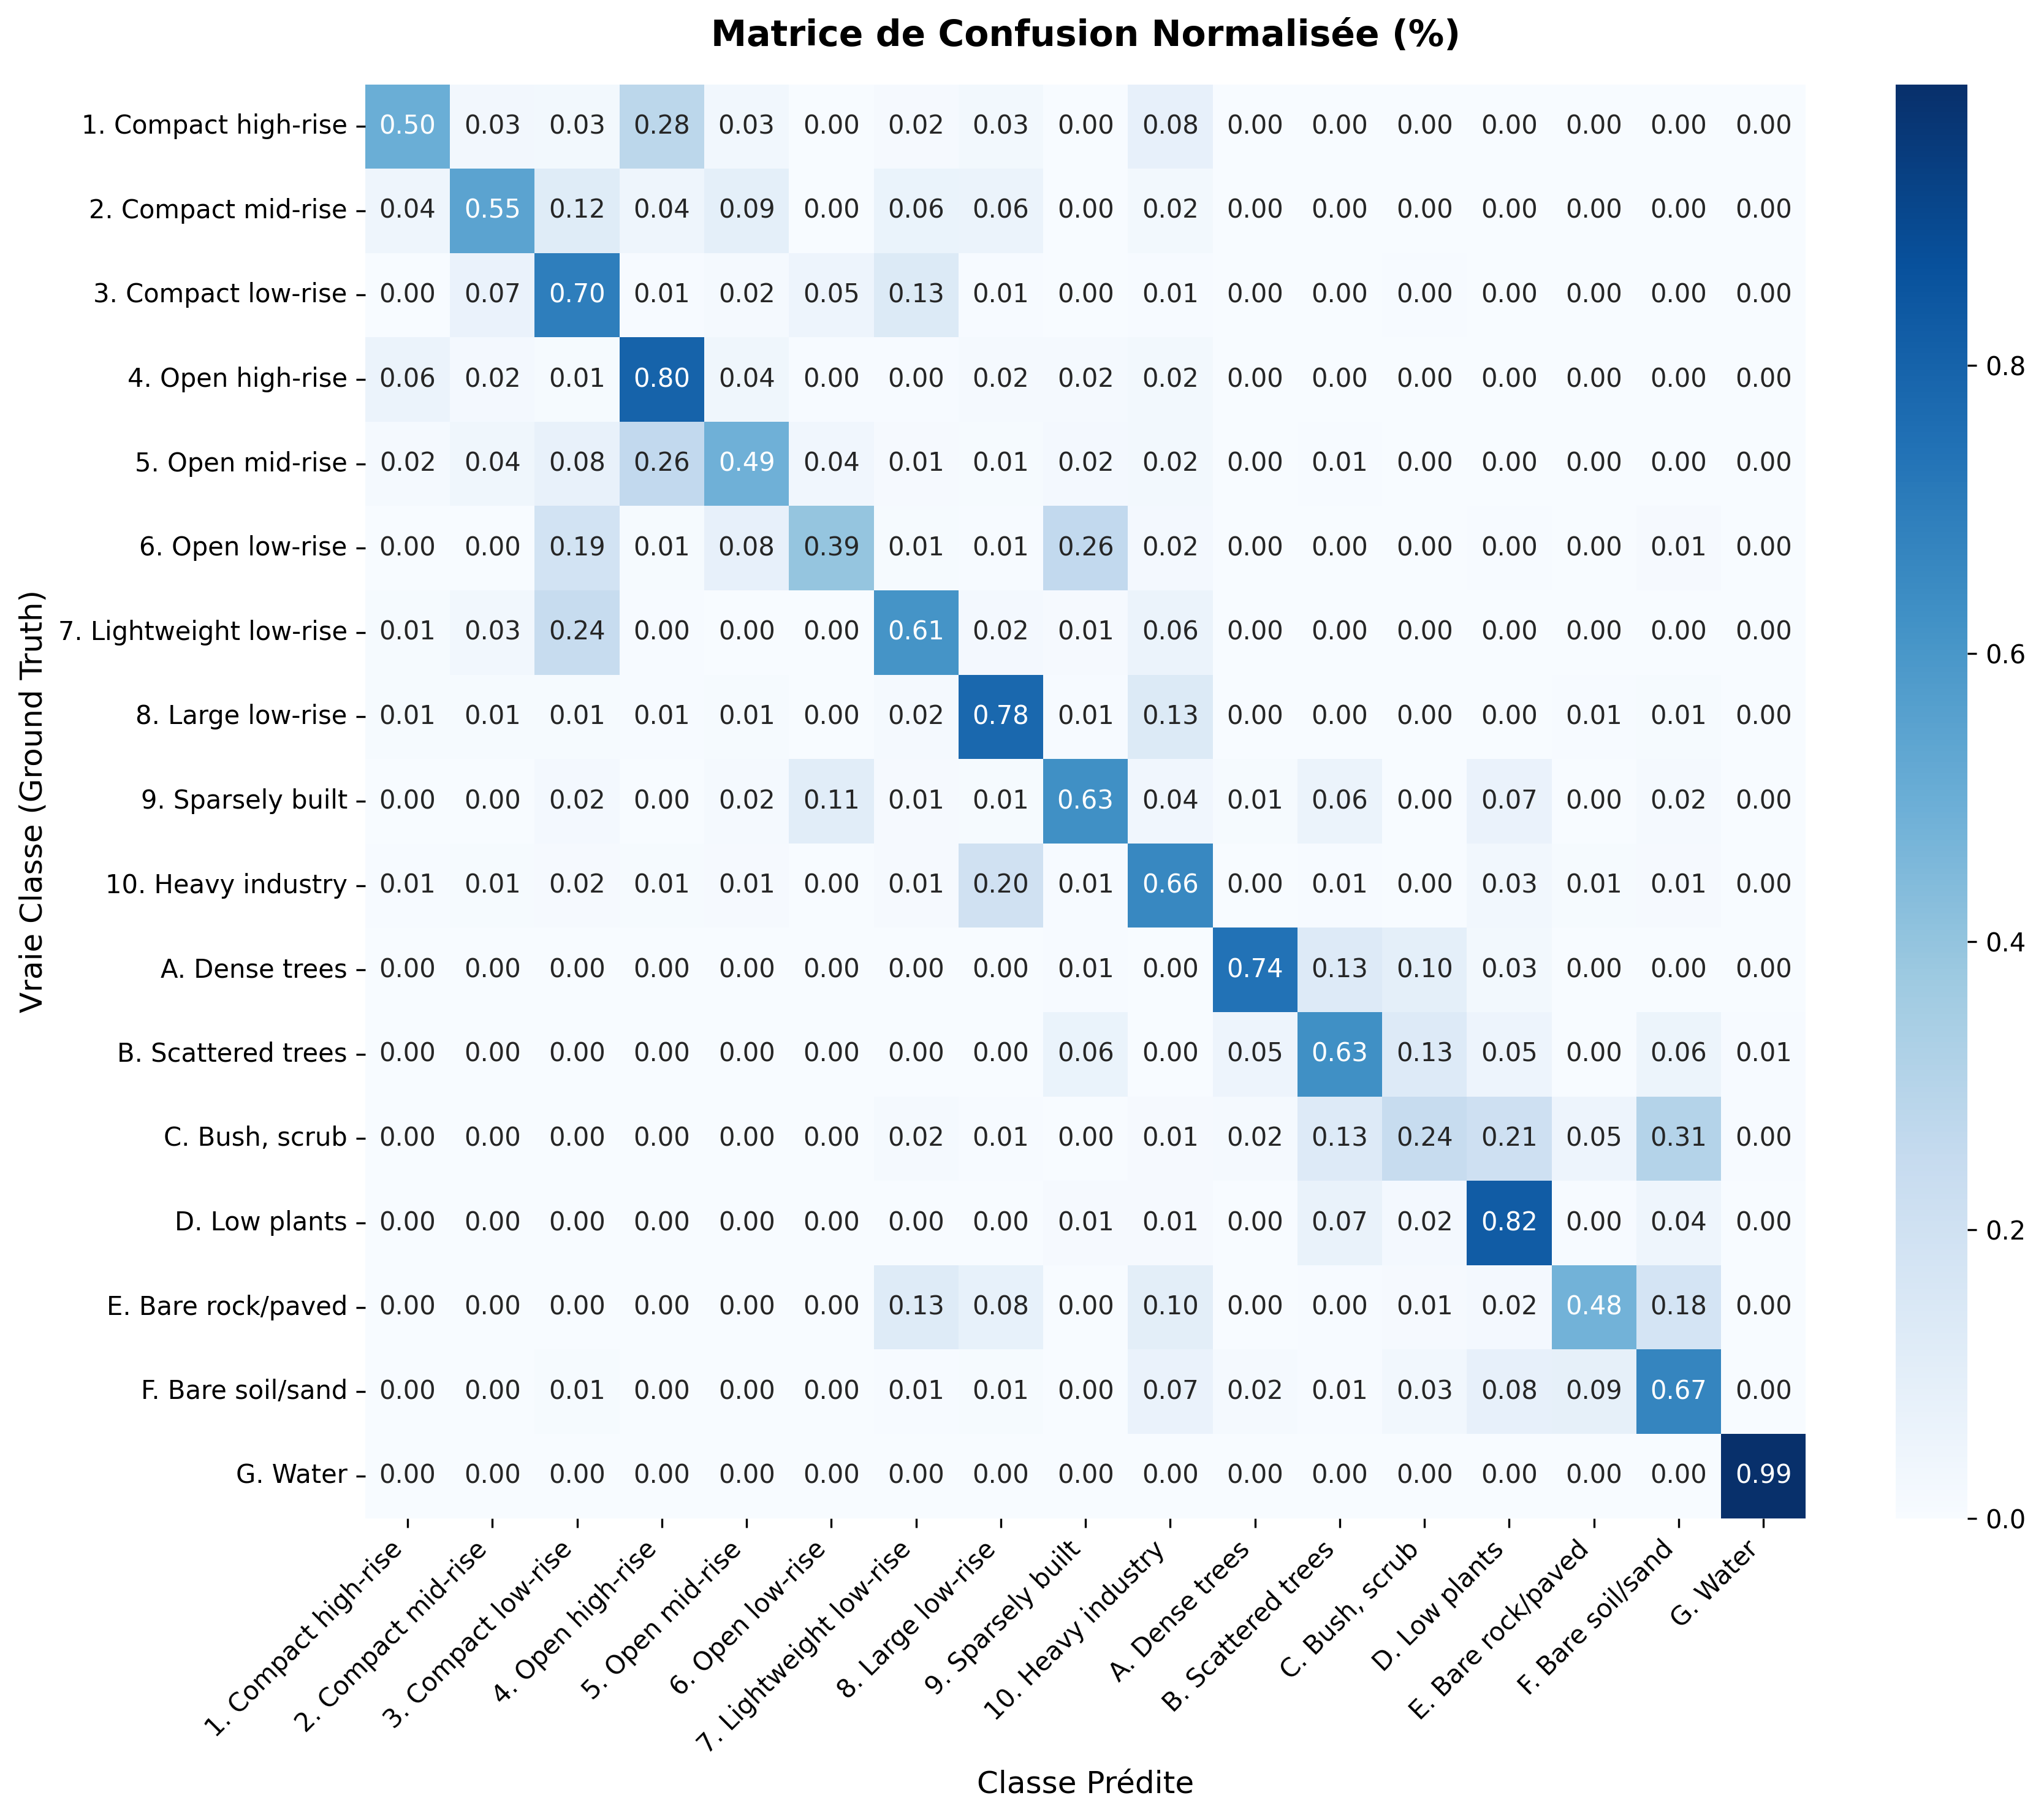 Matrice de Confusion Normalisée (%)
1. Compact high-rise 0.50 0.03 0.03 0.28 0.03 0.00 0.02 0.03 0.00 0.08 0.00 0.00 0.00 0.00 0.00 0.00 0.00
2. Compact mid-rise 0.04 0.55 0.12 0.04 0.09 0.00 0.06 0.06 0.00 0.02 0.00 0.00 0.00 0.00 0.00 0.00 0.00
3. Compact low-rise 0.00 0.07 0.70 0.01 0.02 0.05 0.13 0.01 0.00 0.01 0.00 0.00 0.00 0.00 0.00 0.00 0.00
4. Open high-rise 0.06 0.02 0.01 0.80 0.04 0.00 0.00 0.02 0.02 0.02 0.00 0.00 0.00 0.00 0.00 0.00 0.00
5. Open mid-rise 0.02 0.04 0.08 0.26 0.49 0.04 0.01 0.01 0.02 0.02 0.00 0.01 0.00 0.00 0.00 0.00 0.00
6. Open low-rise 0.00 0.00 0.19 0.01 0.08 0.39 0.01 0.01 0.26 0.02 0.00 0.00 0.00 0.00 0.00 0.01 0.00
7. Lightweight low-rise 0.01 0.03 0.24 0.00 0.00 0.00 0.61 0.02 0.01 0.06 0.00 0.00 0.00 0.00 0.00 0.00 0.00
8. Large low-rise 0.01 0.01 0.01 0.01 0.01 0.00 0.02 0.78 0.01 0.13 0.00 0.00 0.00 0.00 0.01 0.01 0.00
9. Sparsely built 0.00 0.00 0.02 0.00 0.02 0.11 0.01 0.01 0.63 0.04 0.01 0.06 0.00 0.07 0.00 0.02 0.00
10. Heavy industry 0.01 0.01 0.02 0.01 0.01 0.00 0.01 0.20 0.01 0.66 0.00 0.01 0.00 0.03 0.01 0.01 0.00
A. Dense trees 0.00 0.00 0.00 0.00 0.00 0.00 0.00 0.00 0.01 0.00 0.74 0.13 0.10 0.03 0.00 0.00 0.00
B. Scattered trees 0.00 0.00 0.00 0.00 0.00 0.00 0.00 0.00 0.06 0.00 0.05 0.63 0.13 0.05 0.00 0.06 0.01
C. Bush, scrub 0.00 0.00 0.00 0.00 0.00 0.00 0.02 0.01 0.00 0.01 0.02 0.13 0.24 0.21 0.05 0.31 0.00
D. Low plants 0.00 0.00 0.00 0.00 0.00 0.00 0.00 0.00 0.01 0.01 0.00 0.07 0.02 0.82 0.00 0.04 0.00
E. Bare rock/paved 0.00 0.00 0.00 0.00 0.00 0.00 0.13 0.08 0.00 0.10 0.00 0.00 0.01 0.02 0.48 0.18 0.00
F. Bare soil/sand 0.00 0.00 0.01 0.00 0.00 0.00 0.01 0.01 0.00 0.07 0.02 0.01 0.03 0.08 0.09 0.67 0.00
G. Water 0.00 0.00 0.00 0.00 0.00 0.00 0.00 0.00 0.00 0.00 0.00 0.00 0.00 0.00 0.00 0.00 0.99
Vraie Classe (Ground Truth)
1. Compact high-rise
2. Compact mid-rise
3. Compact low-rise
4. Open high-rise
5. Open mid-rise
6. Open low-rise
7. Lightweight low-rise
8. Large low-rise
9. Sparsely built
10. Heavy industry
A. Dense trees
B. Scattered trees
C. Bush, scrub
D. Low plants
E. Bare rock/paved
F. Bare soil/sand
G. Water
Classe Prédite
0.8
0.6
0.4
0.2
0.0